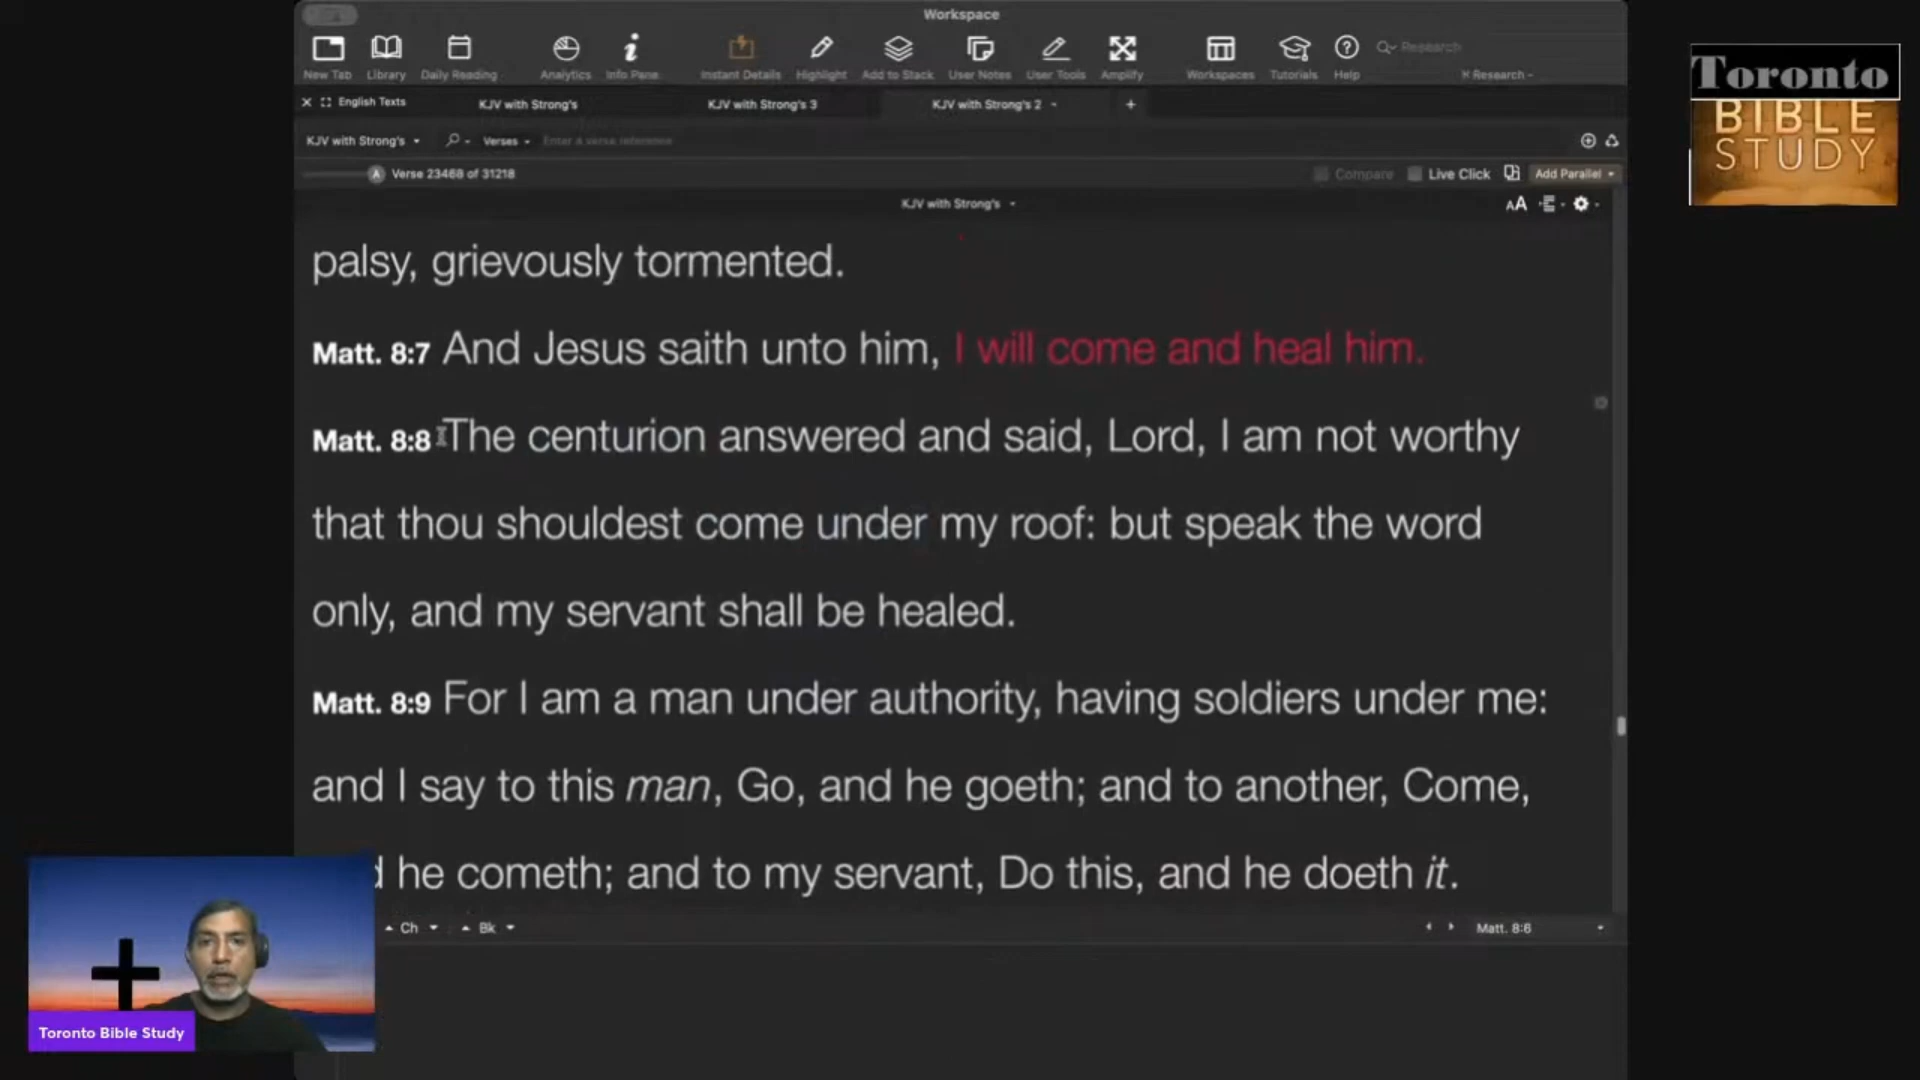 Workspace
New Tab Library Daily Reading Analytics Info Pane Instant Details Highlight Add to Stack User Notes User Tools Amplify Workspaces Tutorials Help Research
Research
English Texts KJV with Strong's KJV with Strong's 3 KJV with Strong's 2
KJV with Strong's Verses Enter a verse reference
A Verse 23468 of 31218 Compare Live Click Add Parallel
KJV with Strong's AA
palsy, grievously tormented.
Matt. 8:7 And Jesus saith unto him, I will come and heal him.
Matt. 8:8 The centurion answered and said, Lord, I am not worthy
that thou shouldest come under my roof: but speak the word
only, and my servant shall be healed.
Matt. 8:9 For I am a man under authority, having soldiers under me:
and I say to this man, Go, and he goeth; and to another, Come,
he cometh; and to my servant, Do this, and he doeth it.
Ch Bk Matt. 8:6
Toronto
BIBLE
STUDY
Toronto Bible Study